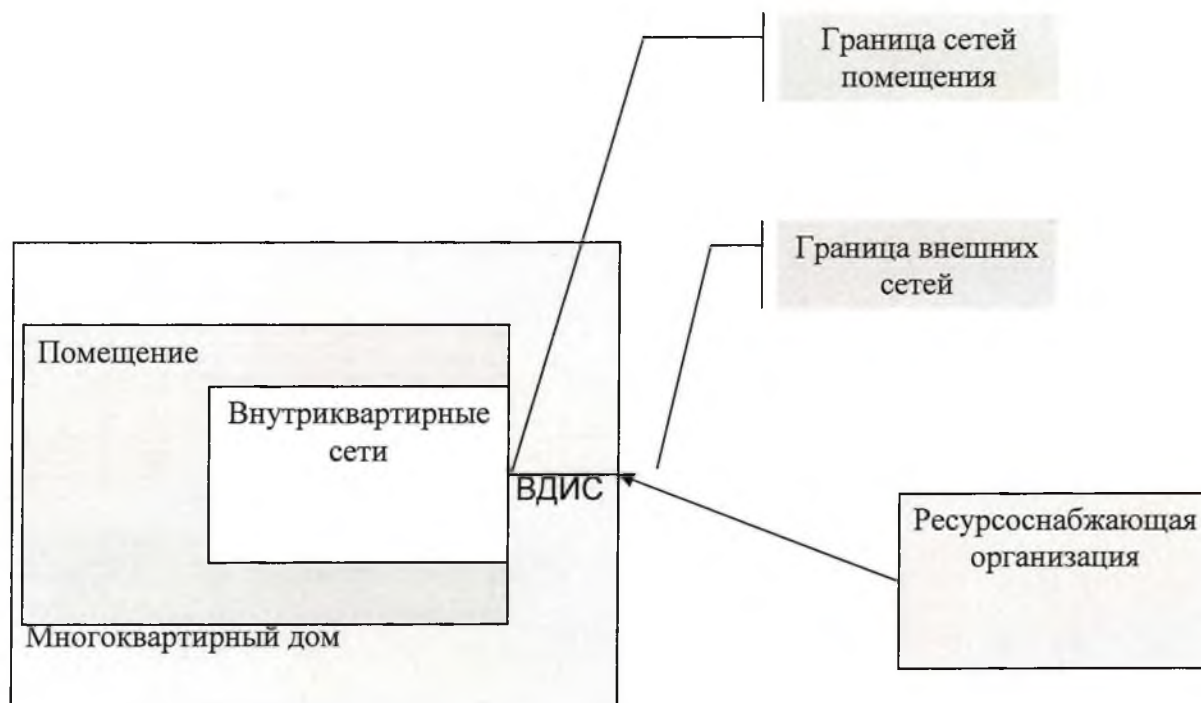 Граница сетей
помещения
Граница внешних
сетей
Помещение
Внутриквартирные
сети
ВДИС
Ресурсоснабжающая
организация
Многоквартирный дом